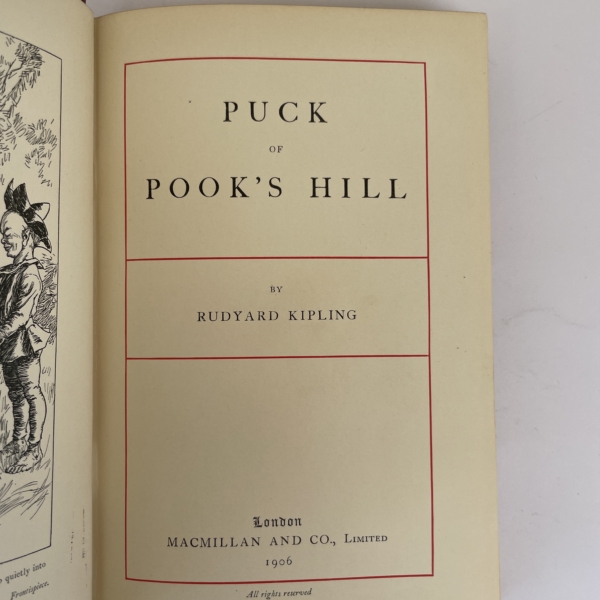 PUCK
OF
POOK'S HILL
BY
RUDYARD KIPLING
London
MACMILLAN AND CO., LIMITED
1906
All rights reserved
quietly into
Frontispiece.